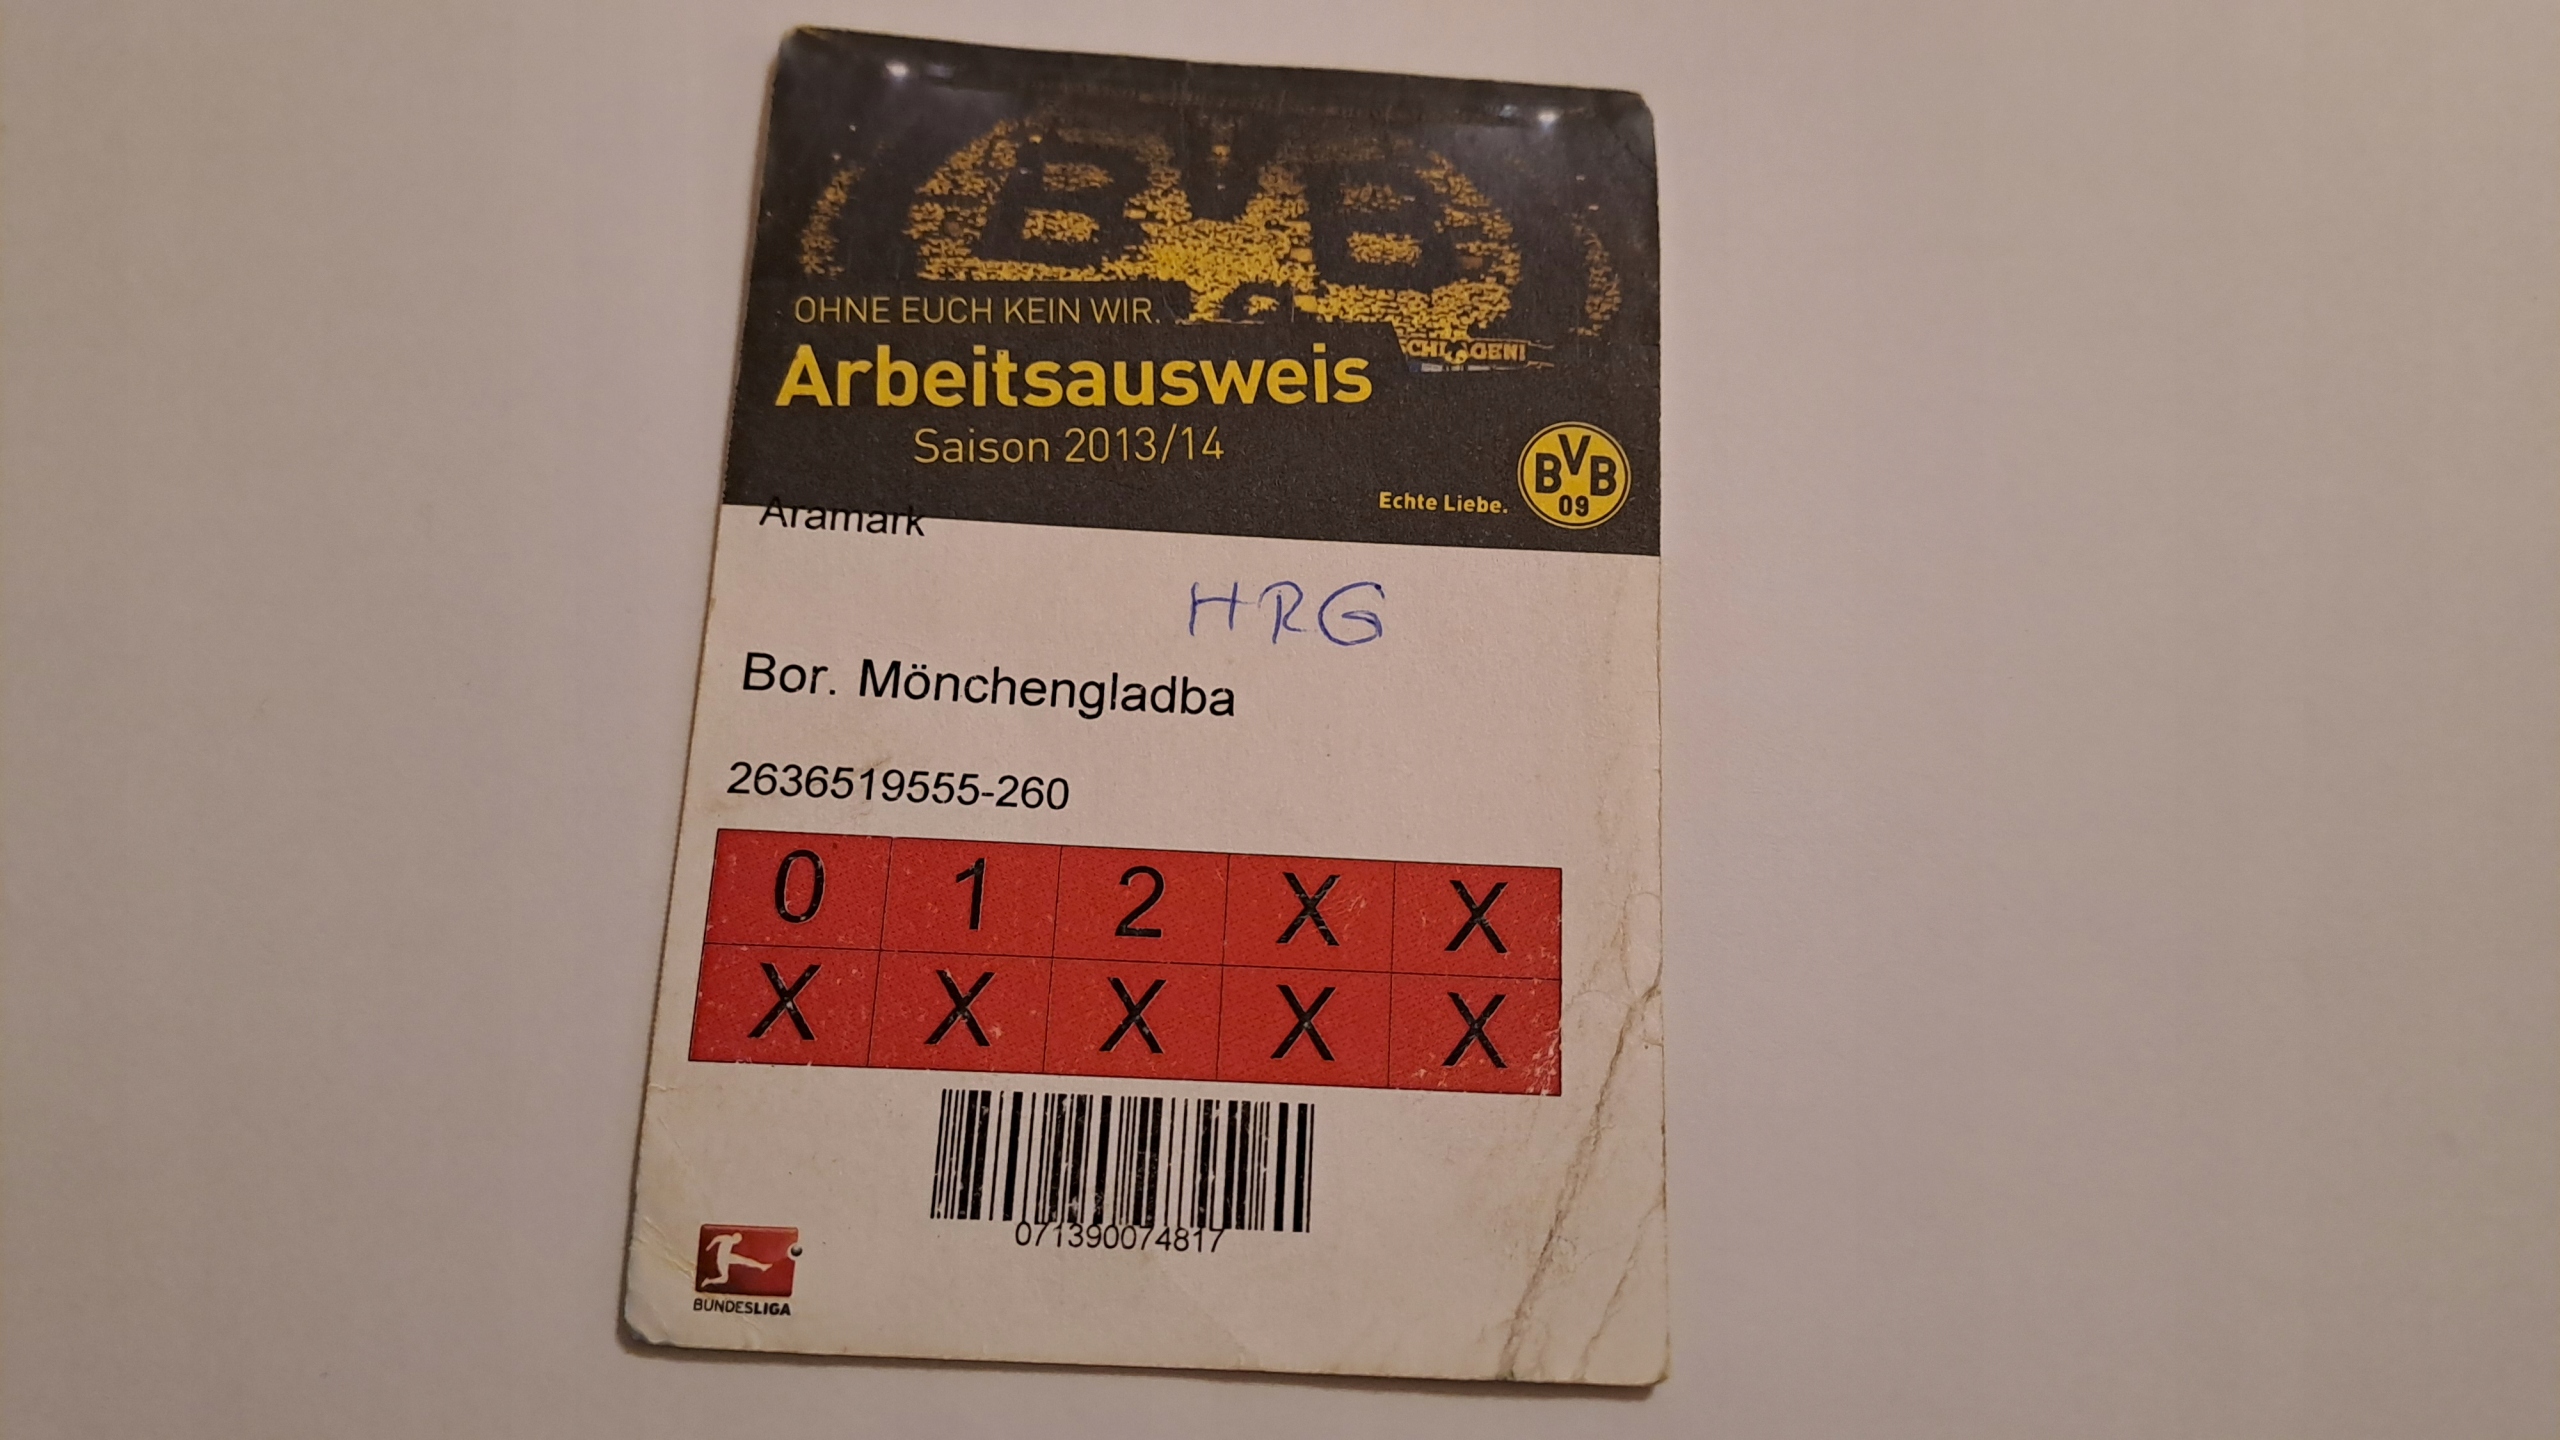 BVB
OHNE EUCH KEIN WIR.
Arbeitsausweis
Saison 2013/14
Echte Liebe.
BVB
09
Aramark
HRG
Bor. Mönchengladba
2636519555-260
0 1 2 X X
X X X X X
071390074817
BUNDESLIGA